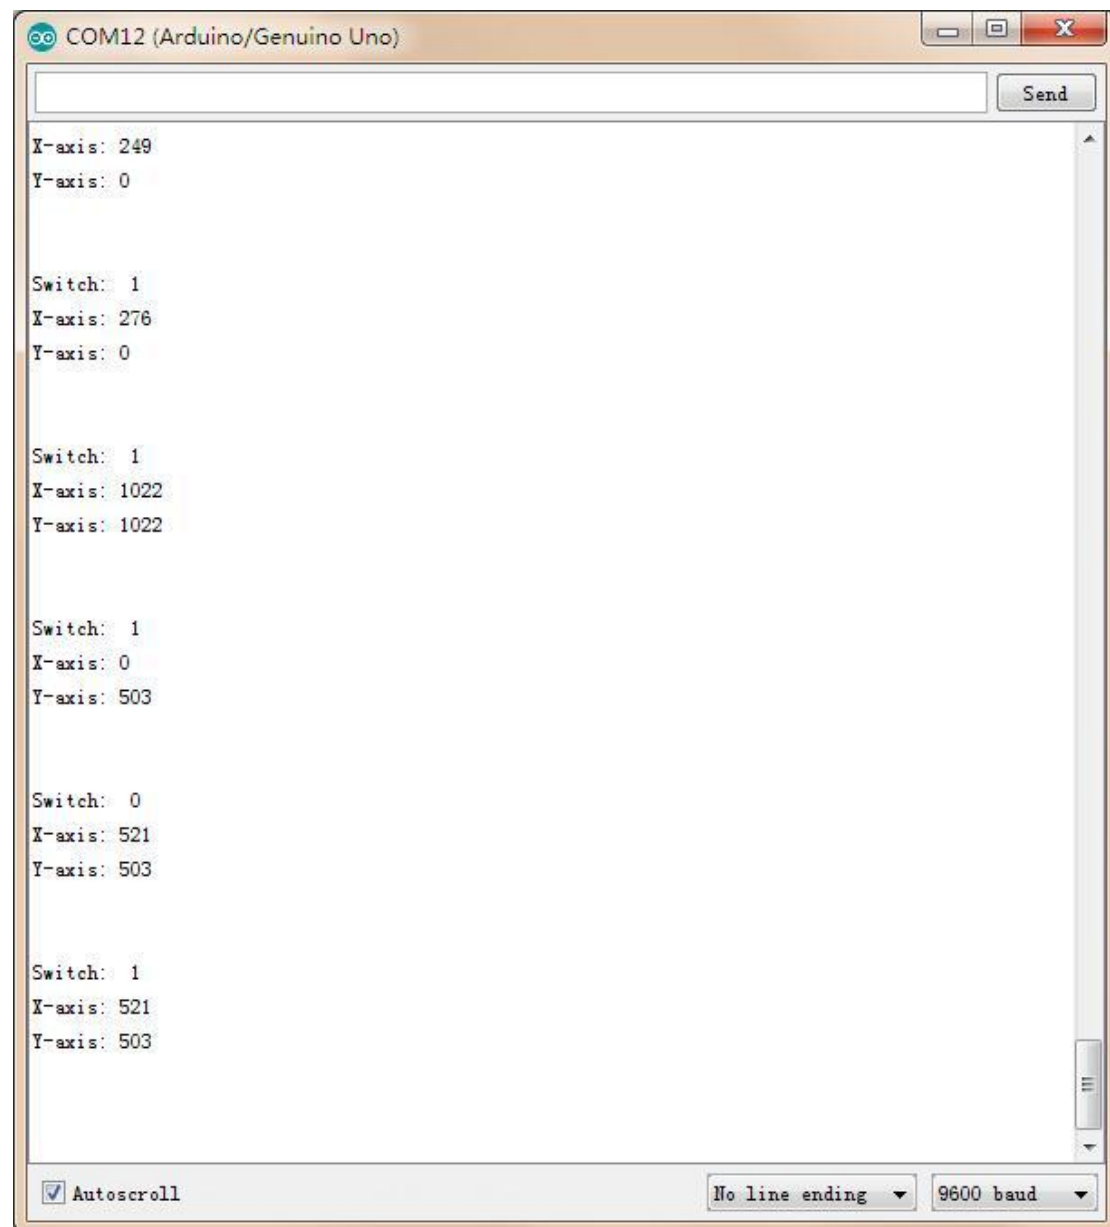 COM12 (Arduino/Genuino Uno)
Send
X-axis: 249
Y-axis: 0
Switch:  1
X-axis: 276
Y-axis: 0
Switch:  1
X-axis: 1022
Y-axis: 1022
Switch:  1
X-axis: 0
Y-axis: 503
Switch:  0
X-axis: 521
Y-axis: 503
Switch:  1
X-axis: 521
Y-axis: 503
Autoscroll
No line ending
9600 baud